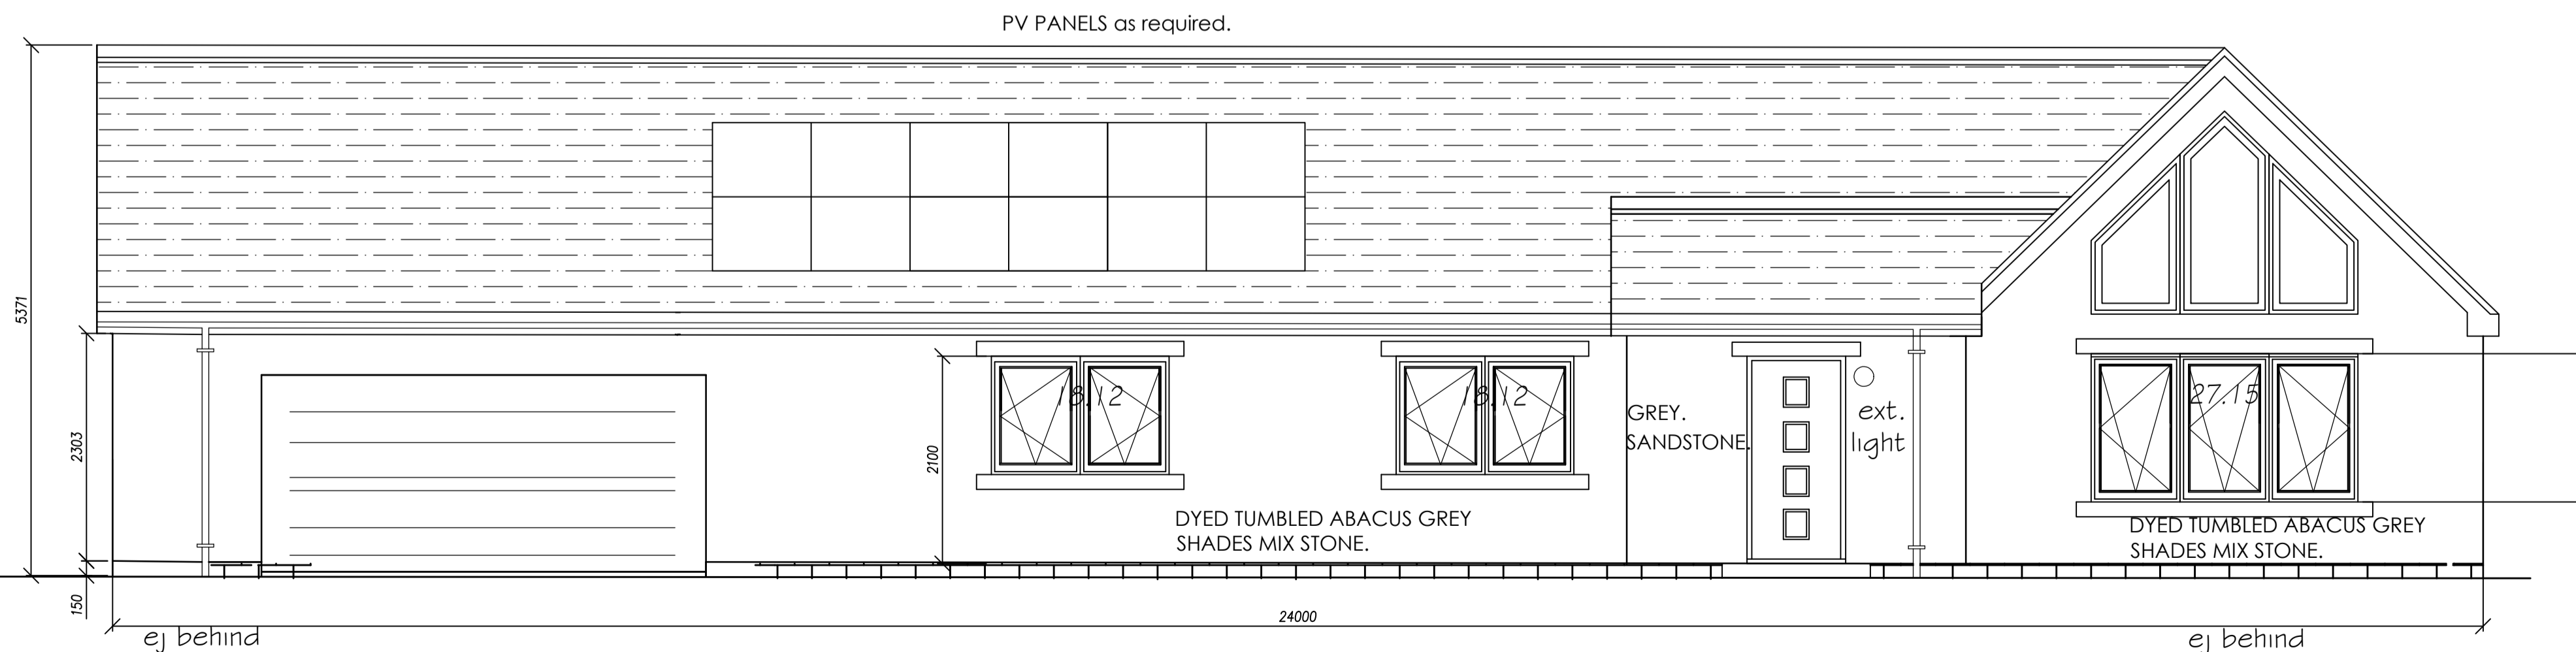 PV PANELS as required.
5371
2303
2100
150
18.12
18.12
27.15
GREY.
SANDSTONE.
ext.
light
DYED TUMBLED ABACUS GREY
SHADES MIX STONE.
DYED TUMBLED ABACUS GREY
SHADES MIX STONE.
24000
ej behind
ej behind